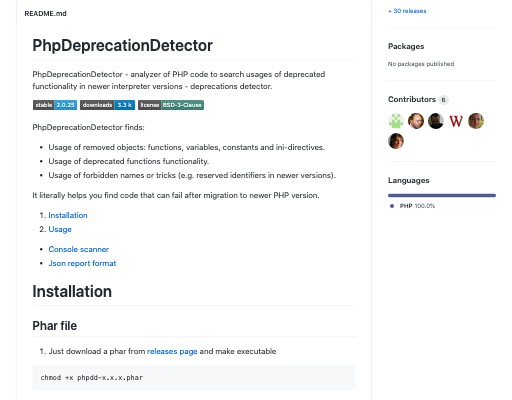 README.md
PhpDeprecationDetector
PhpDeprecationDetector - analyzer of PHP code to search usages of deprecated
functionality in newer interpreter versions - deprecations detector.
stable 2.0.25 downloads 3.3 k license BSD-3-Clause
PhpDeprecationDetector finds:
• Usage of removed objects: functions, variables, constants and ini-directives.
• Usage of deprecated functions functionality.
• Usage of forbidden names or tricks (e.g. reserved identifiers in newer versions).
It literally helps you find code that can fail after migration to newer PHP version.
1. Installation
2. Usage
• Console scanner
• Json report format
Installation
Phar file
1. Just download a phar from releases page and make executable
chmod +x phpdd-x.x.x.phar
+ 30 releases
Packages
No packages published
Contributors 6
W
Languages
PHP 100.0%